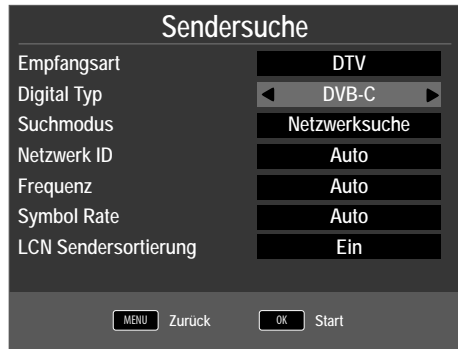 Sendersuche
Empfangsart DTV
Digital Typ DVB-C
Suchmodus Netzwerksuche
Netzwerk ID Auto
Frequenz Auto
Symbol Rate Auto
LCN Sendersortierung Ein
MENU Zurück OK Start